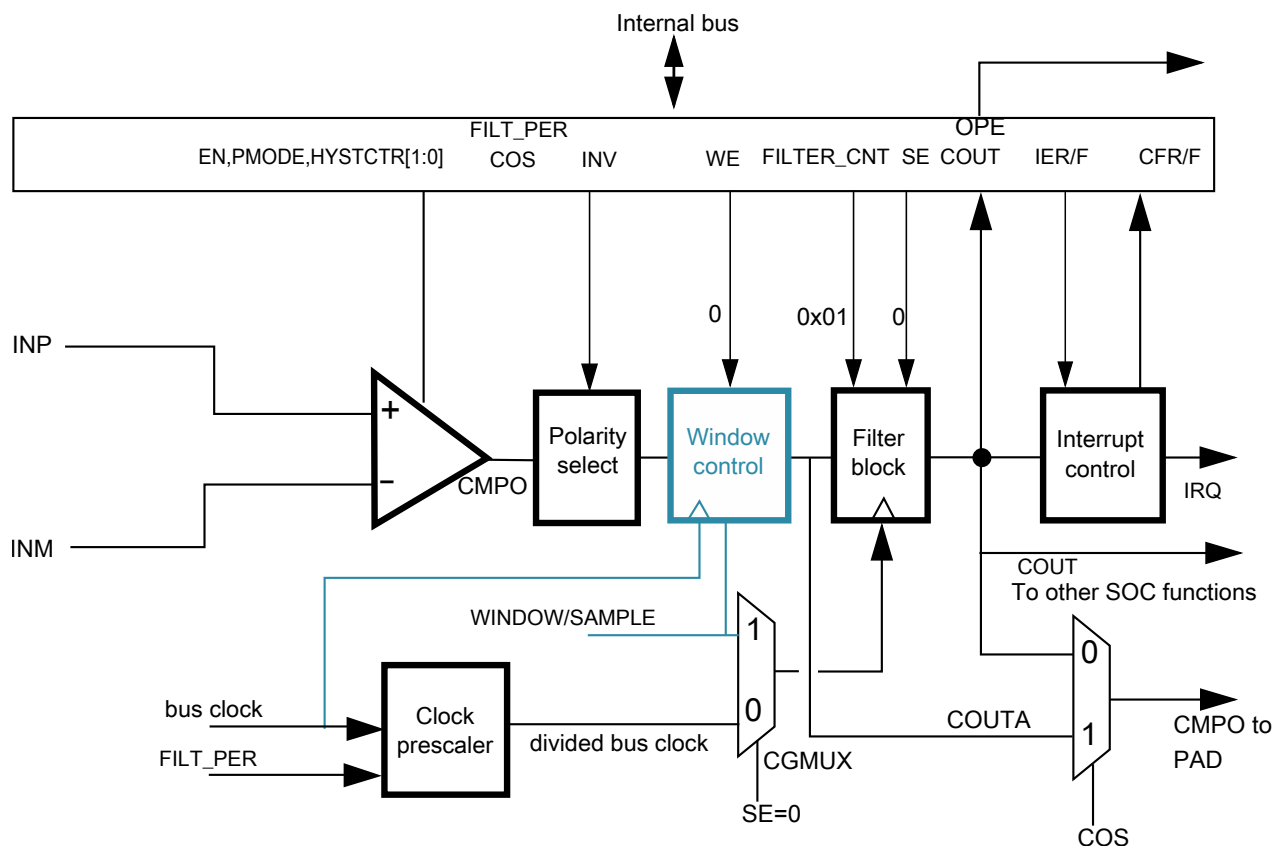 Internal bus
OPE
FILT_PER
EN,PMODE,HYSTCTR[1:0]
COS
INV
WE
FILTER_CNT
SE
COUT
IER/F
CFR/F
0
0x01
0
INP
+
Polarity
select
Window
control
Filter
block
Interrupt
control
−
CMPO
IRQ
INM
COUT
To other SOC functions
WINDOW/SAMPLE
1
0
bus clock
Clock
prescaler
0
COUTA
1
CMPO to
PAD
divided bus clock
FILT_PER
CGMUX
SE=0
COS